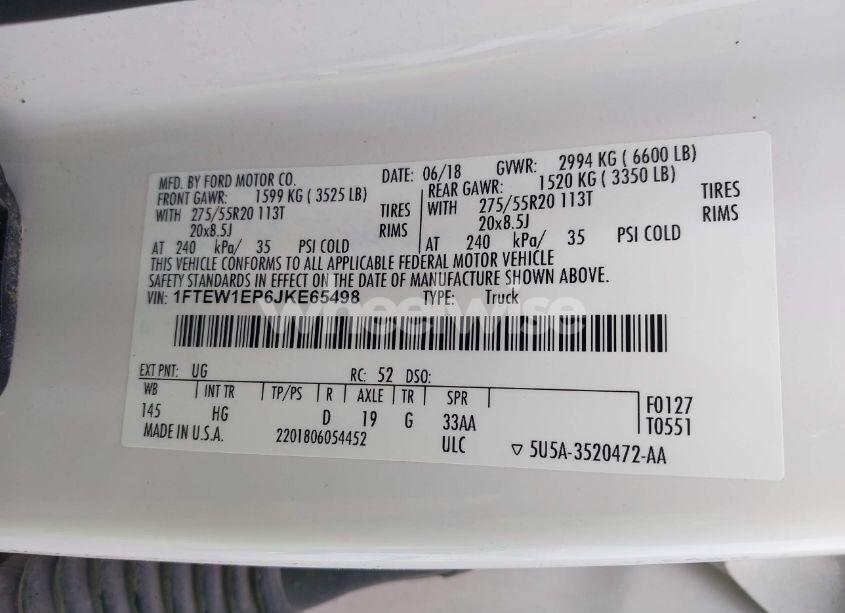 MFD. BY FORD MOTOR CO. DATE: 06/18 GVWR: 2994 KG ( 6600 LB)
FRONT GAWR: 1599 KG ( 3525 LB) REAR GAWR: 1520 KG ( 3350 LB)
WITH 275/55R20 113T TIRES WITH 275/55R20 113T TIRES
20x8.5J RIMS 20x8.5J RIMS
AT 240 kPa/ 35 PSI COLD AT 240 kPa/ 35 PSI COLD
THIS VEHICLE CONFORMS TO ALL APPLICABLE FEDERAL MOTOR VEHICLE
SAFETY STANDARDS IN EFFECT ON THE DATE OF MANUFACTURE SHOWN ABOVE.
VIN: 1FTEW1EP6JKE65498 TYPE: Truck
wheelwise
EXT PNT: UG RC: 52 DSO:
WB INT TR TP/PS R AXLE TR SPR
145 HG D 19 G 33AA F0127
T0551
MADE IN U.S.A. 2201806054452 ULC ▽ 5U5A-3520472-AA